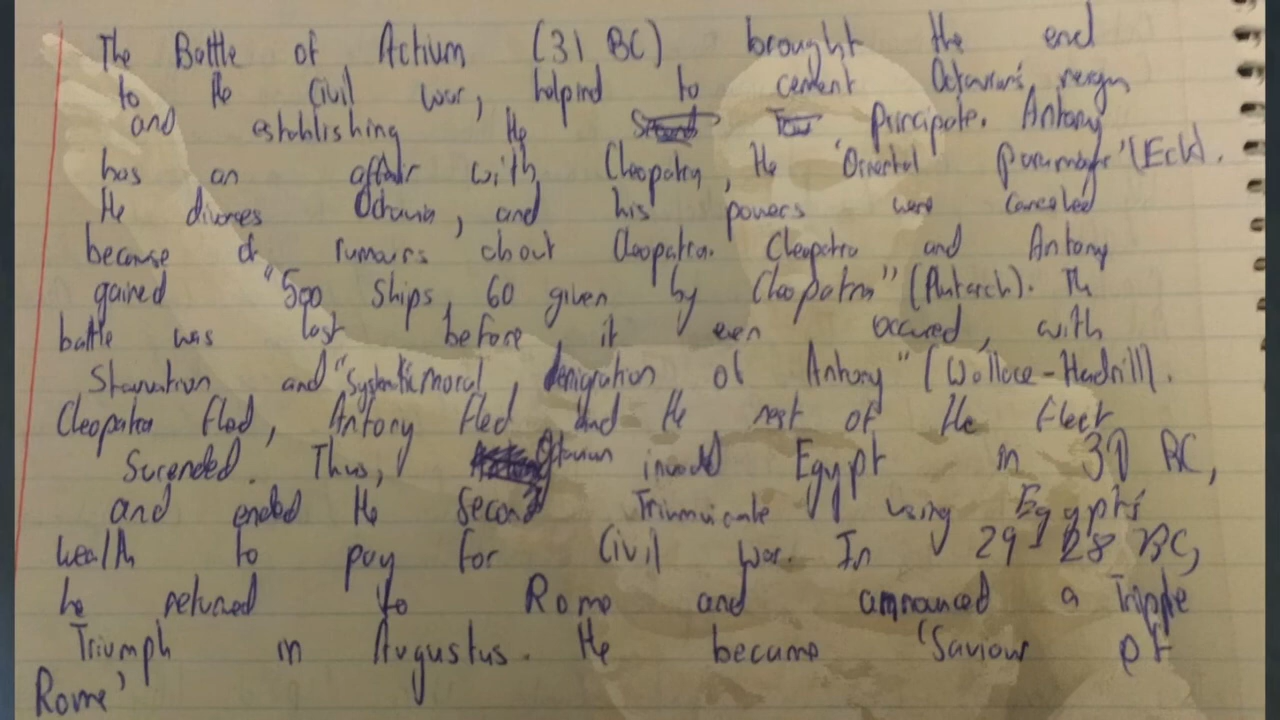 The Battle of Actium (31 BC) brought the end
to the Civil war, helpind to cement Octavian's reign
and establishing the Principate. Antony
has an affair with Cleopatra, the 'Oriental paramour' (Eck).
He divorces Octavia, and his powers were canceled
because of rumours about Cleopatra. Cleopatra and Antony
gained "500 ships, 60 given by Cleopatra" (Plutarch). The
battle was lost before it even occured, with
Starvation and "Systematic moral denigration of Antony" (Wallace-Hadrill).
Cleopatra fled, Antony fled and the rest of the fleet
Surended. Thus, Octavian invaded Egypt in 30 BC,
and ended the Second Triumvirate using Egypt's
wealth to pay for Civil war. In 29 28 BC,
he returned to Rome and announced a Tripple
Triumph in Augustus. He became 'Saviour of
Rome'